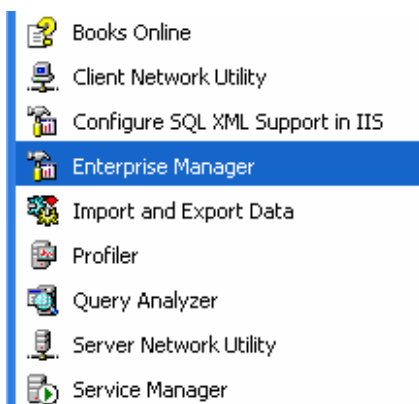 Books Online
Client Network Utility
Configure SQL XML Support in IIS
Enterprise Manager
Import and Export Data
Profiler
Query Analyzer
Server Network Utility
Service Manager